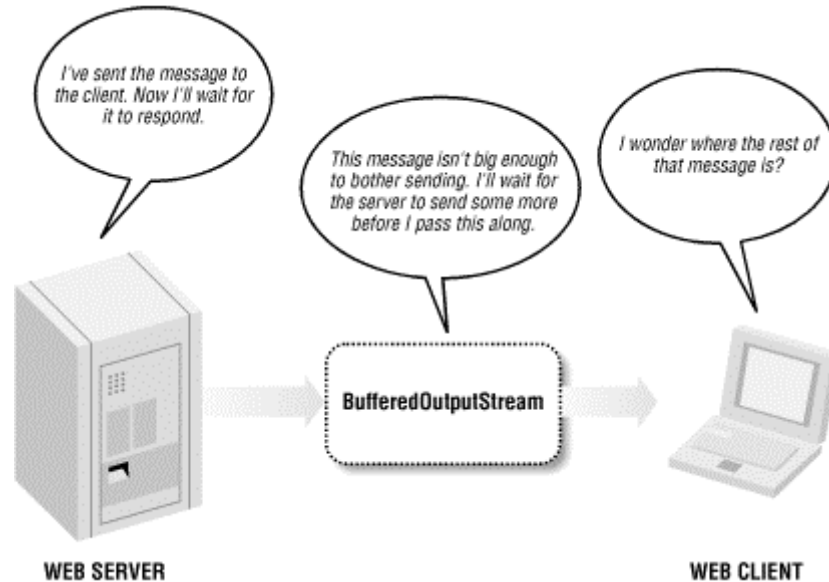 I've sent the message to
the client. Now I'll wait for
it to respond.
This message isn't big enough
to bother sending. I'll wait for
the server to send some more
before I pass this along.
I wonder where the rest of
that message is?
BufferedOutputStream
WEB SERVER
WEB CLIENT